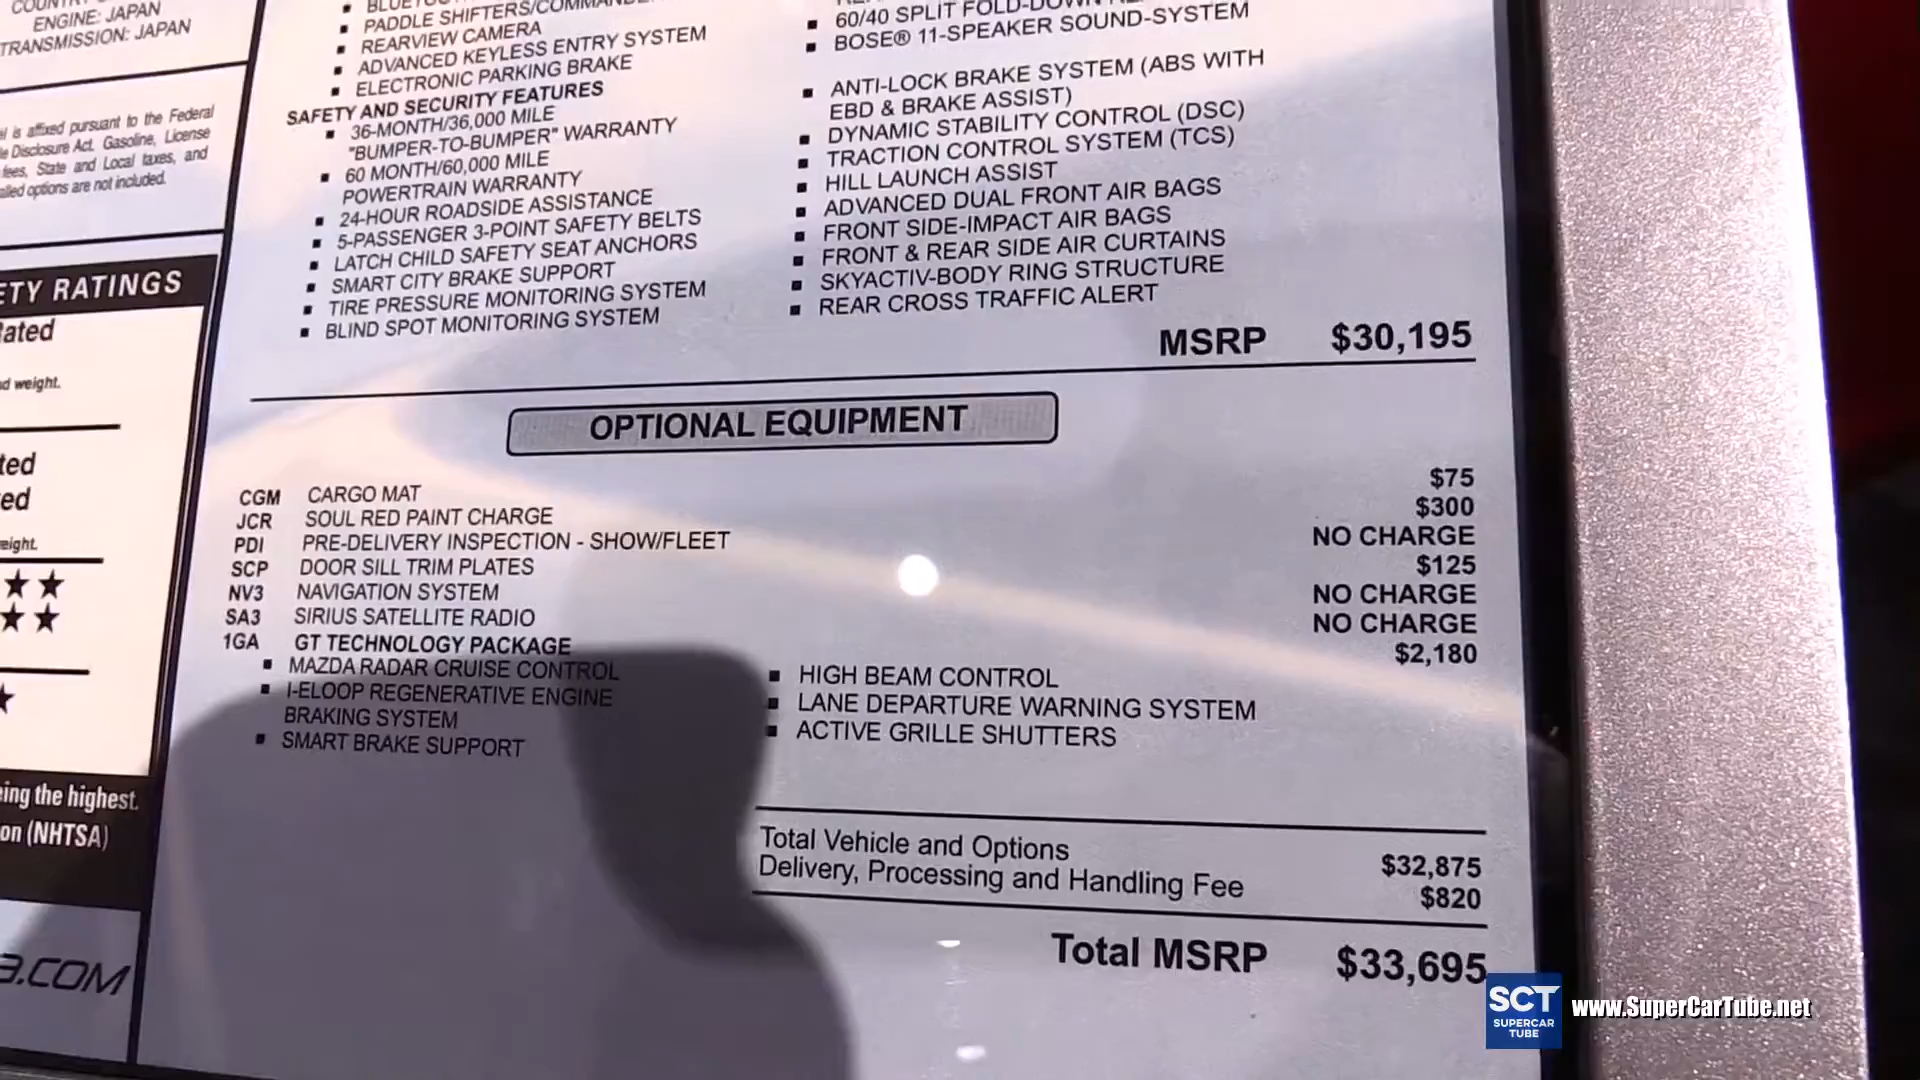 ENGINE: JAPAN
TRANSMISSION: JAPAN
is affixed pursuant to the Federal
Disclosure Act. Gasoline, License
fees, State and Local taxes, and
options are not included.
RATINGS
weight.
★★
★★
★
the highest.
(NHTSA)
.COM
PADDLE SHIFTERS/
REARVIEW CAMERA
ADVANCED KEYLESS ENTRY SYSTEM
ELECTRONIC PARKING BRAKE
SAFETY AND SECURITY FEATURES
36-MONTH/36,000 MILE
"BUMPER-TO-BUMPER" WARRANTY
60 MONTH/60,000 MILE
POWERTRAIN WARRANTY
24-HOUR ROADSIDE ASSISTANCE
5-PASSENGER 3-POINT SAFETY BELTS
LATCH CHILD SAFETY SEAT ANCHORS
SMART CITY BRAKE SUPPORT
TIRE PRESSURE MONITORING SYSTEM
BLIND SPOT MONITORING SYSTEM
60/40 SPLIT FOLD-DOWN
BOSE® 11-SPEAKER SOUND-SYSTEM
ANTI-LOCK BRAKE SYSTEM (ABS WITH
EBD & BRAKE ASSIST)
DYNAMIC STABILITY CONTROL (DSC)
TRACTION CONTROL SYSTEM (TCS)
HILL LAUNCH ASSIST
ADVANCED DUAL FRONT AIR BAGS
FRONT SIDE-IMPACT AIR BAGS
FRONT & REAR SIDE AIR CURTAINS
SKYACTIV-BODY RING STRUCTURE
REAR CROSS TRAFFIC ALERT
MSRP $30,195
OPTIONAL EQUIPMENT
CGM CARGO MAT $75
JCR SOUL RED PAINT CHARGE $300
PDI PRE-DELIVERY INSPECTION - SHOW/FLEET NO CHARGE
SCP DOOR SILL TRIM PLATES $125
NV3 NAVIGATION SYSTEM NO CHARGE
SA3 SIRIUS SATELLITE RADIO NO CHARGE
1GA GT TECHNOLOGY PACKAGE $2,180
MAZDA RADAR CRUISE CONTROL
I-ELOOP REGENERATIVE ENGINE
BRAKING SYSTEM
SMART BRAKE SUPPORT
HIGH BEAM CONTROL
LANE DEPARTURE WARNING SYSTEM
ACTIVE GRILLE SHUTTERS
Total Vehicle and Options $32,875
Delivery, Processing and Handling Fee $820
Total MSRP $33,695
SCT
SUPERCAR
TUBE
www.SuperCarTube.net